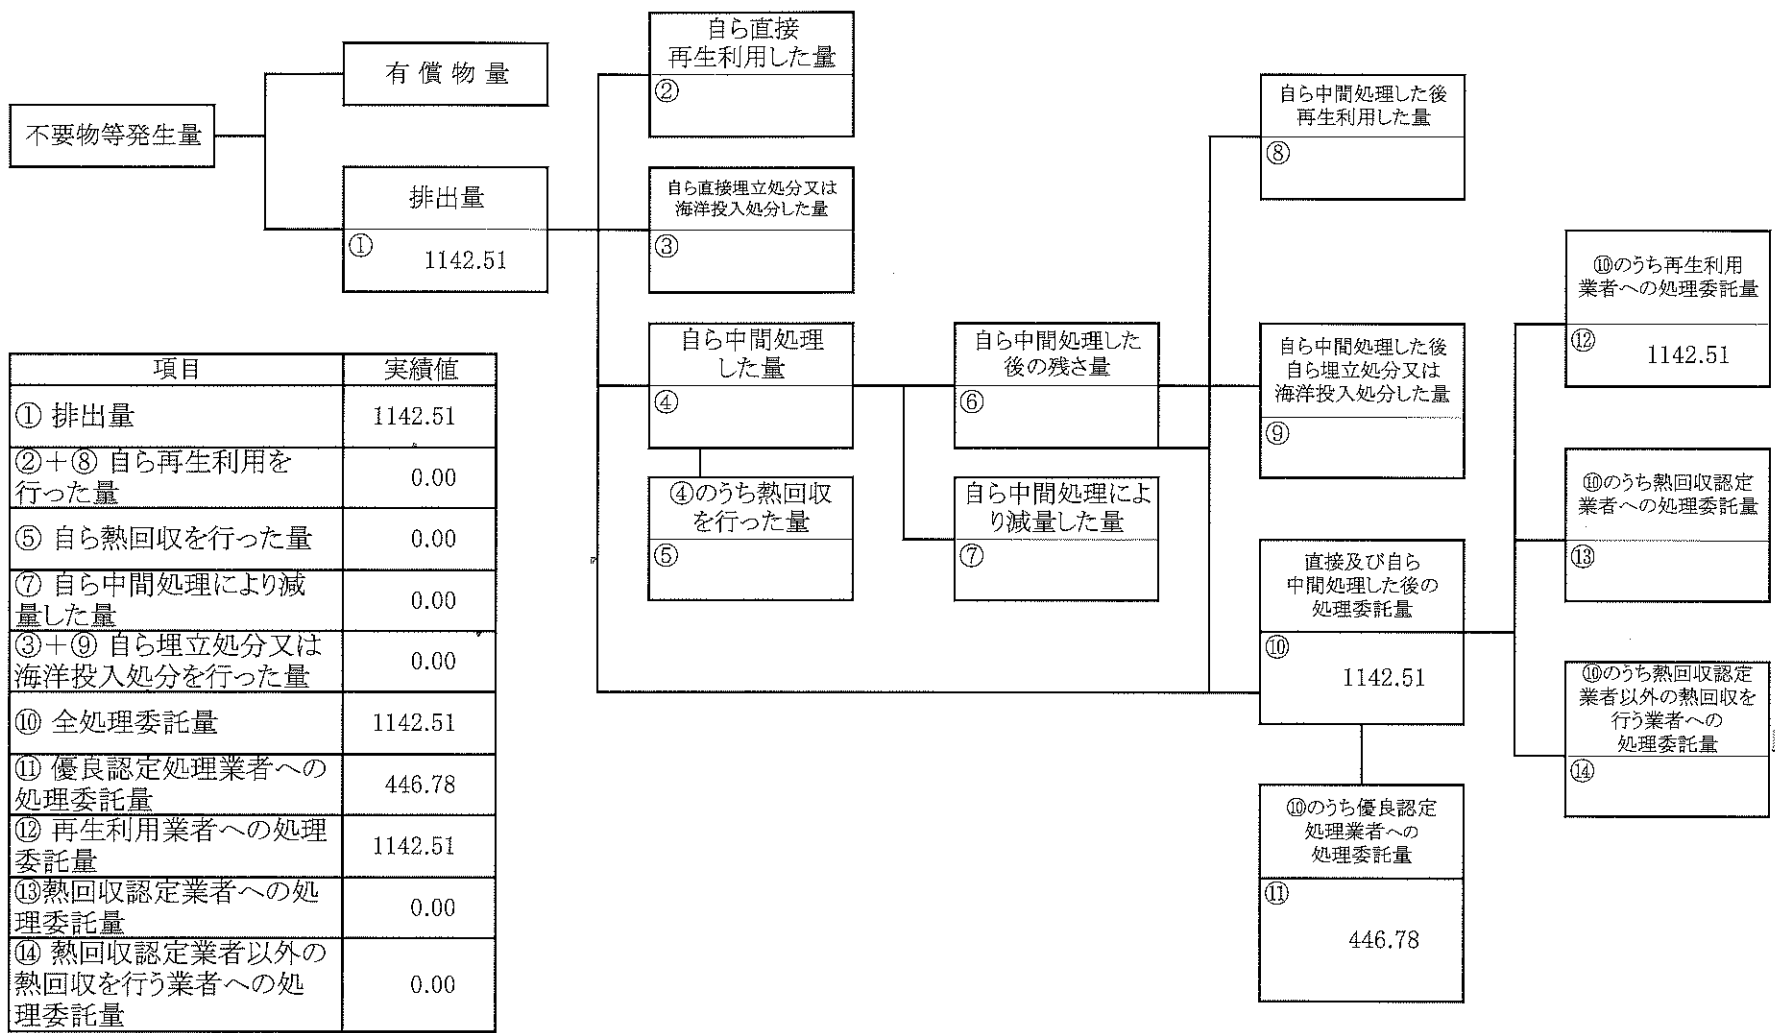 不要物等発生量
有償物量
排出量
①
1142.51
自ら直接
再生利用した量
②
自ら直接埋立処分又は
海洋投入処分した量
③
自ら中間処理
した量
④
④のうち熱回収
を行った量
⑤
自ら中間処理した
後の残さ量
⑥
自ら中間処理によ
り減量した量
⑦
自ら中間処理した後
再生利用した量
⑧
自ら中間処理した後
自ら埋立処分又は
海洋投入処分した量
⑨
直接及び自ら
中間処理した後の
処理委託量
⑩
1142.51
⑩のうち優良認定
処理業者への
処理委託量
⑪
446.78
⑩のうち再生利用
業者への処理委託量
⑫
1142.51
⑩のうち熱回収認定
業者への処理委託量
⑬
⑩のうち熱回収認定
業者以外の熱回収を
行う業者への
処理委託量
⑭
項目 実績値
① 排出量 1142.51
②+⑧ 自ら再生利用を
行った量 0.00
⑤ 自ら熱回収を行った量 0.00
⑦ 自ら中間処理により減
量した量 0.00
③+⑨ 自ら埋立処分又は
海洋投入処分を行った量 0.00
⑩ 全処理委託量 1142.51
⑪ 優良認定処理業者への
処理委託量 446.78
⑫ 再生利用業者への処理
委託量 1142.51
⑬熱回収認定業者への処
理委託量 0.00
⑭ 熱回収認定業者以外の
熱回収を行う業者への処
理委託量 0.00